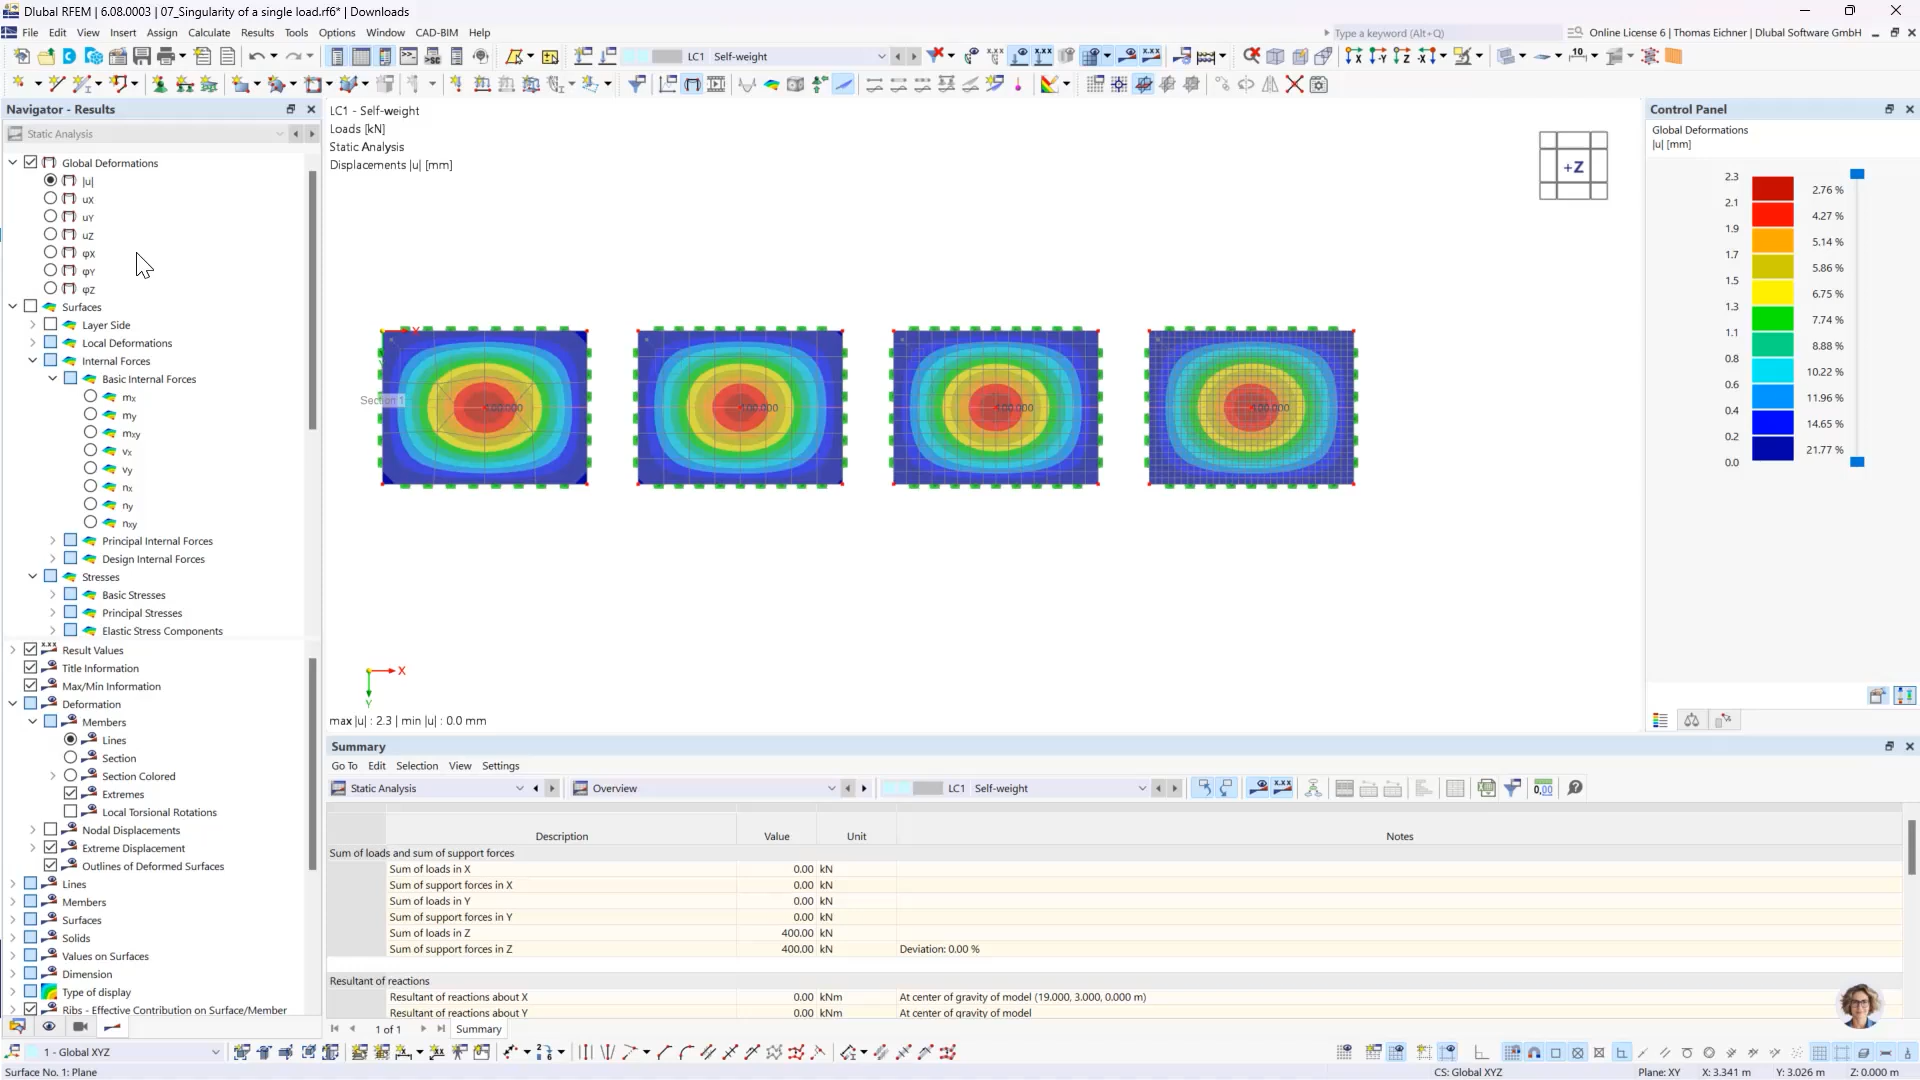 Dlubal RFEM | 6.08.0003 | 07_Singularity of a single load.rf6* | Downloads
File Edit View Insert Assign Calculate Results Tools Options Window CAD-BIM Help
Type a keyword (Alt+Q)
Online License 6 | Thomas Eichner | Dlubal Software GmbH
LC1 Self-weight
Navigator - Results
Static Analysis
Global Deformations
|u|
uX
uY
uZ
φX
φY
φZ
Surfaces
Layer Side
Local Deformations
Internal Forces
Basic Internal Forces
mx
my
mxy
vx
vy
nx
ny
nxy
Principal Internal Forces
Design Internal Forces
Stresses
Basic Stresses
Principal Stresses
Elastic Stress Components
Result Values
Title Information
Max/Min Information
Deformation
Members
Lines
Section
Section Colored
Extremes
Local Torsional Rotations
Nodal Displacements
Extreme Displacement
Outlines of Deformed Surfaces
Lines
Members
Surfaces
Solids
Values on Surfaces
Dimension
Type of display
Ribs - Effective Contribution on Surface/Member
LC1 - Self-weight
Loads [kN]
Static Analysis
Displacements |u| [mm]
+Z
X
Section 1
100.000
100.000
100.000
100.000
X
Y
max |u| : 2.3 | min |u| : 0.0 mm
Control Panel
Global Deformations
|u| [mm]
2.3
2.76 %
2.1
4.27 %
1.9
5.14 %
1.7
5.86 %
1.5
6.75 %
1.3
7.74 %
1.1
8.88 %
0.8
10.22 %
0.6
11.96 %
0.4
14.65 %
0.2
21.77 %
0.0
Summary
Go To Edit Selection View Settings
Static Analysis Overview LC1 Self-weight
0,00
Description Value Unit Notes
Sum of loads and sum of support forces
Sum of loads in X 0.00 kN
Sum of support forces in X 0.00 kN
Sum of loads in Y 0.00 kN
Sum of support forces in Y 0.00 kN
Sum of loads in Z 400.00 kN
Sum of support forces in Z 400.00 kN Deviation: 0.00 %
Resultant of reactions
Resultant of reactions about X 0.00 kNm At center of gravity of model (19.000, 3.000, 0.000 m)
Resultant of reactions about Y 0.00 kNm At center of gravity of model
1 of 1 Summary
1 - Global XYZ
Surface No. 1: Plane
CS: Global XYZ
Plane: XY
X: 3.341 m
Y: 3.026 m
Z: 0.000 m